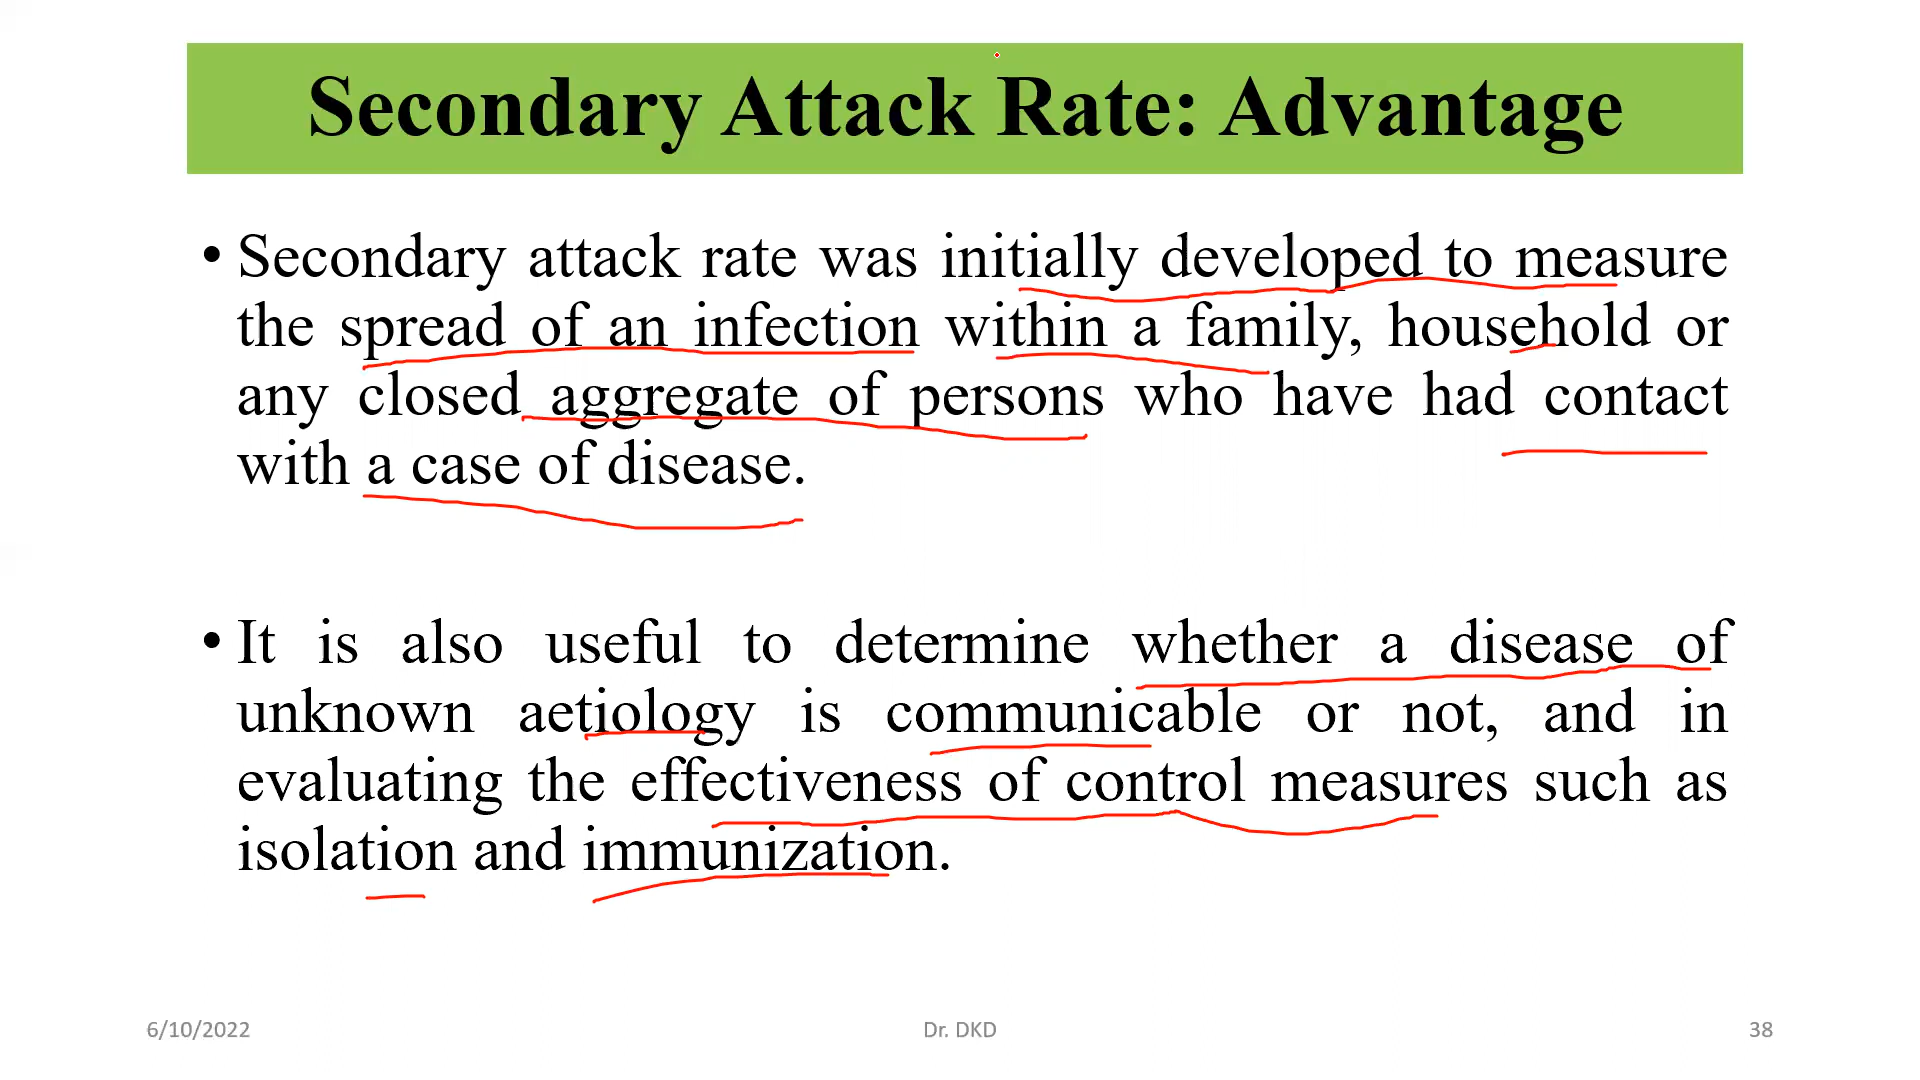 Secondary Attack Rate: Advantage
• Secondary attack rate was initially developed to measure
the spread of an infection within a family, household or
any closed aggregate of persons who have had contact
with a case of disease.
• It is also useful to determine whether a disease of
unknown aetiology is communicable or not, and in
evaluating the effectiveness of control measures such as
isolation and immunization.
6/10/2022 Dr. DKD 38